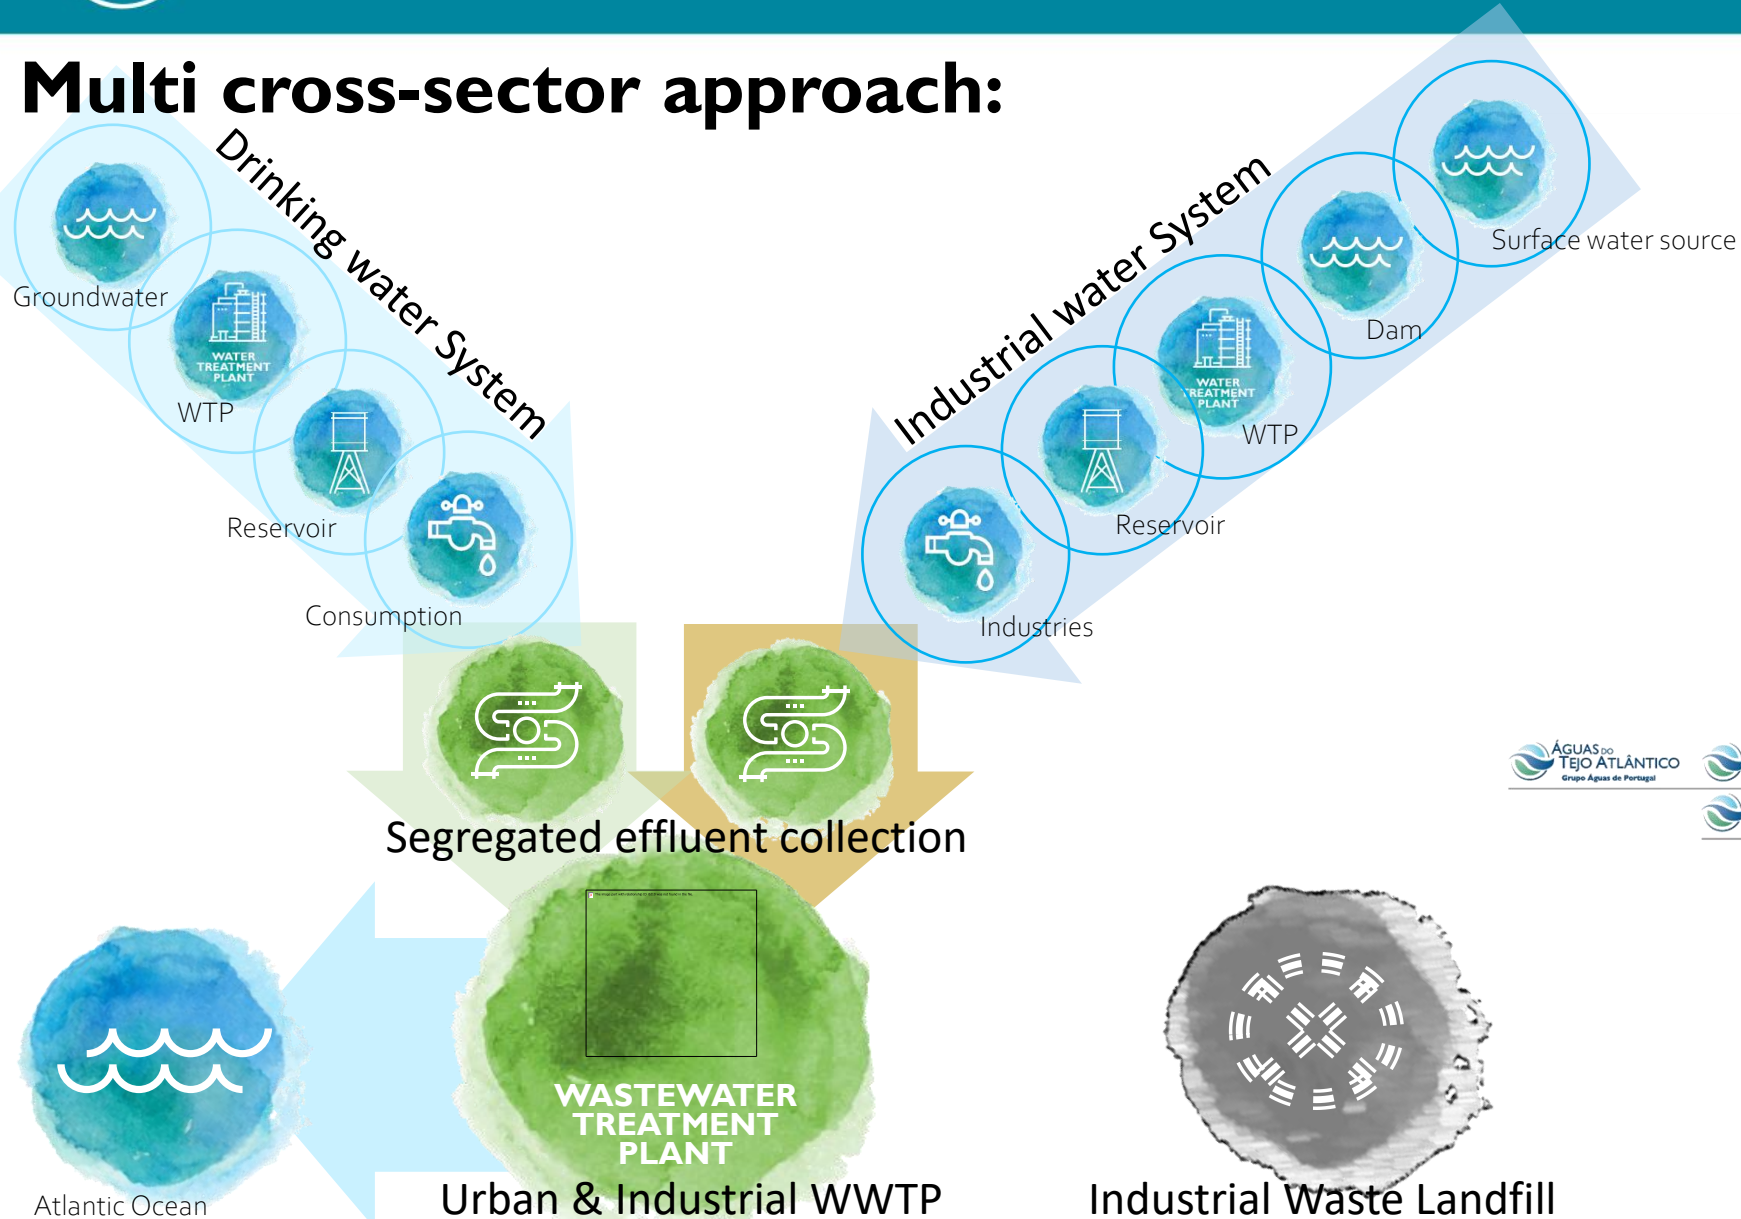 Multi cross-sector approach:
Drinking water System
Groundwater
WATER
TREATMENT
PLANT
WTP
Reservoir
Consumption
Industrial water System
Surface water source
Dam
WATER
TREATMENT
PLANT
WTP
Reservoir
Industries
Segregated effluent collection
ÁGUAS DO
TEJO ATLÂNTICO
Grupo Águas de Portugal
WASTEWATER
TREATMENT
PLANT
Urban & Industrial WWTP
Atlantic Ocean
Industrial Waste Landfill